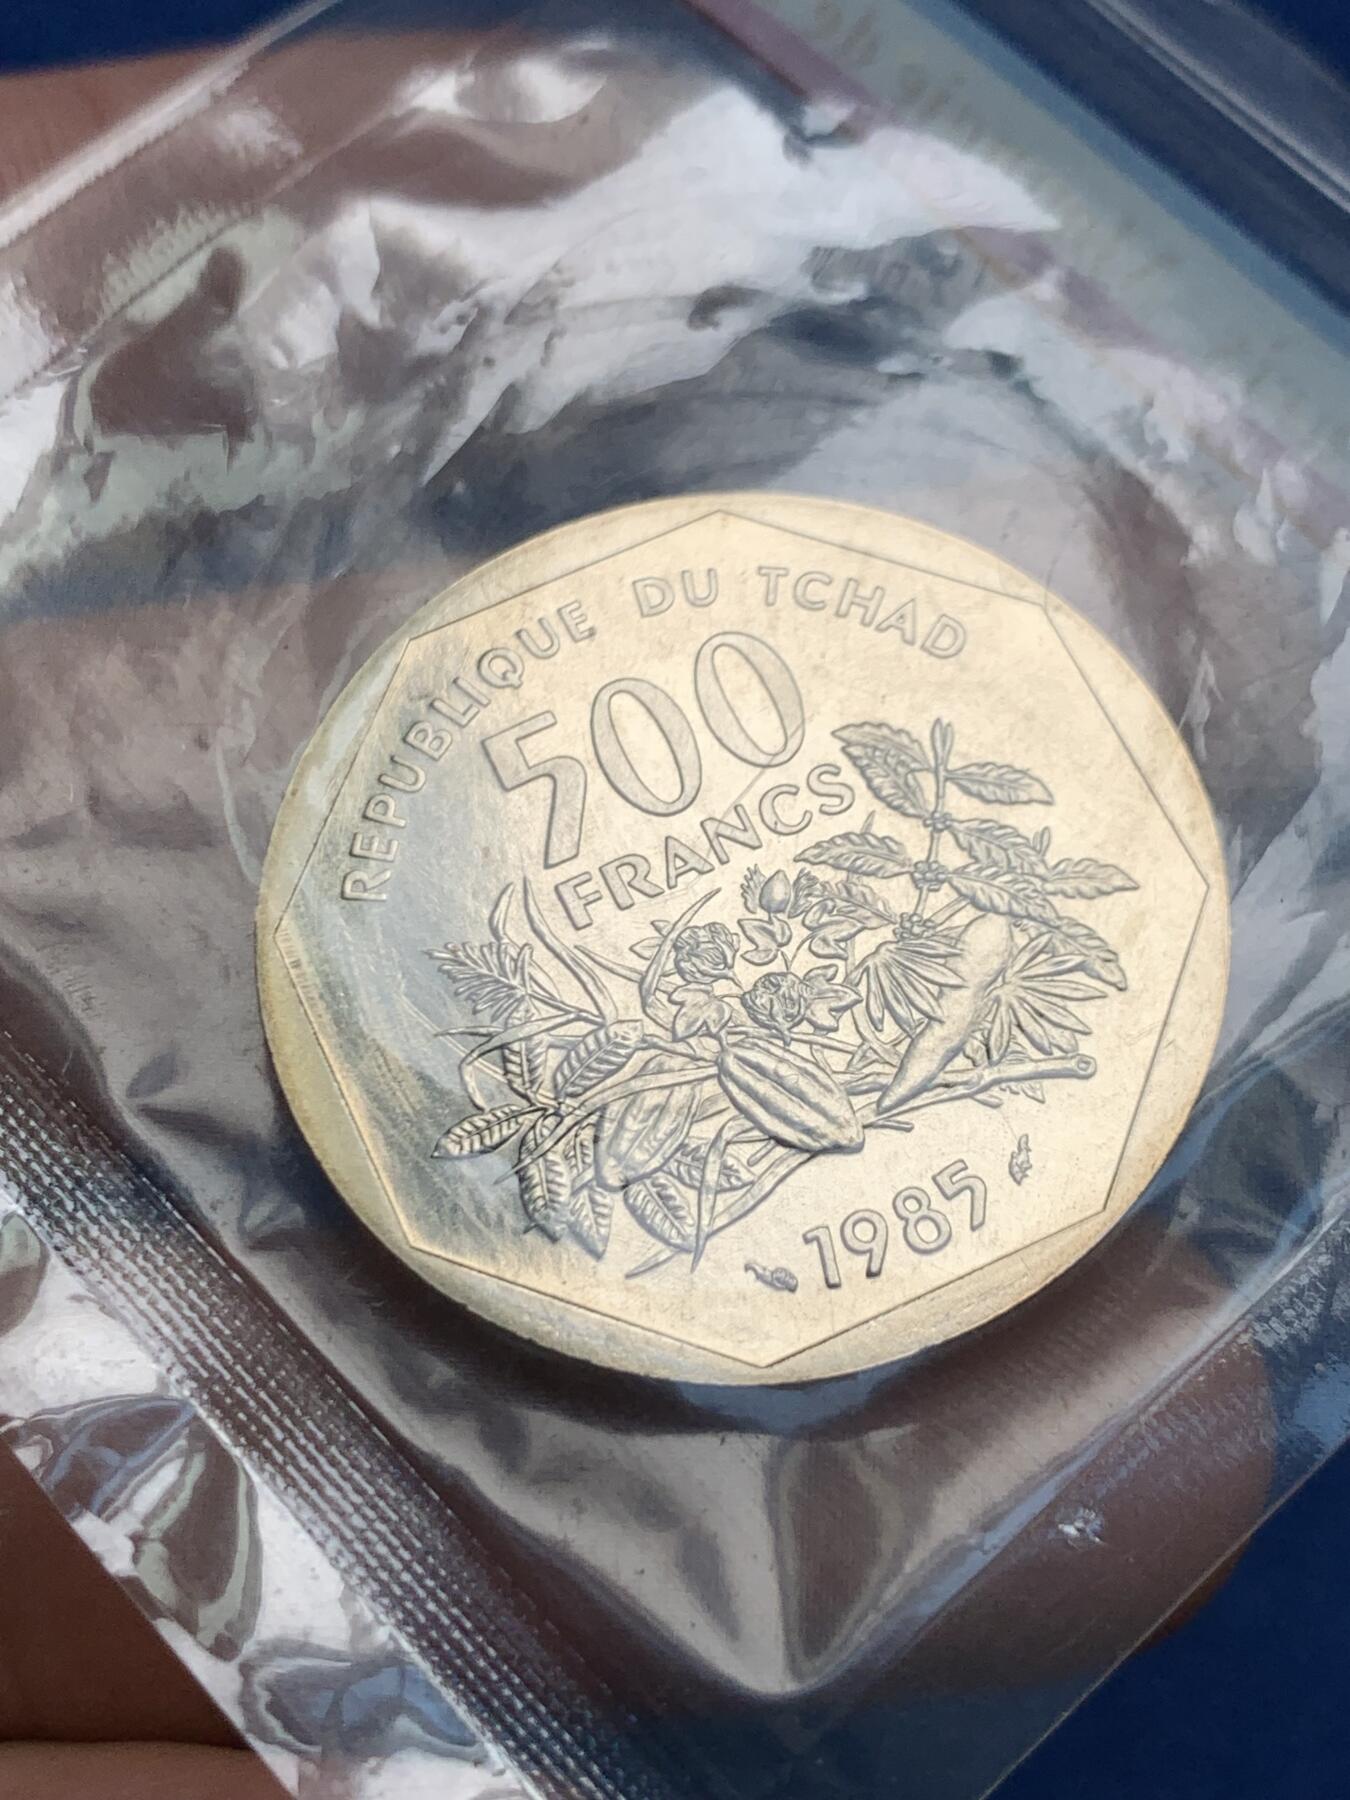 REPUBLIQUE DU TCHAD
500
FRANCS
1985